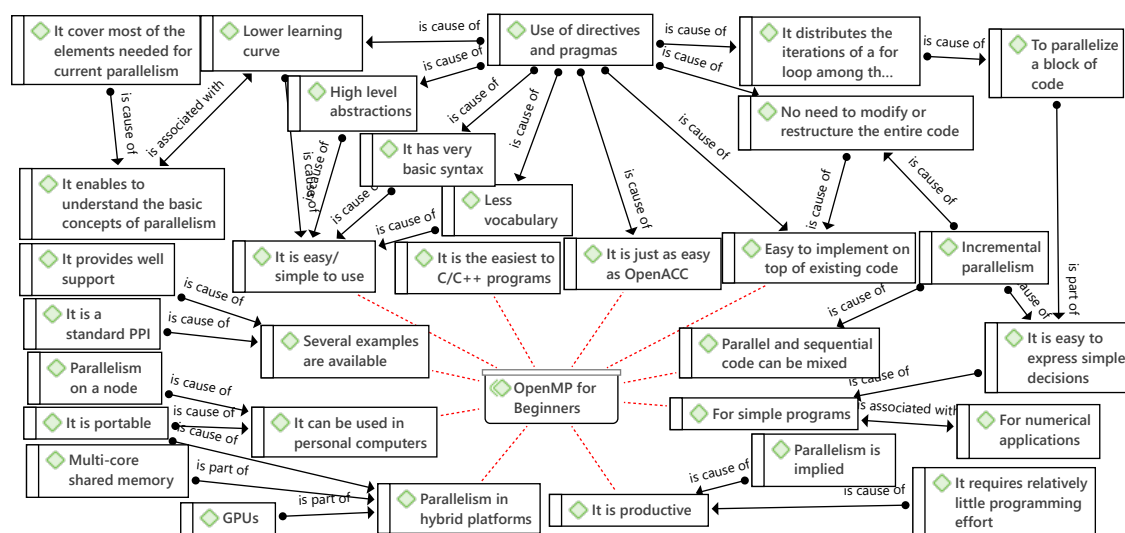 It cover most of the
elements needed for
current parallelism
Lower learning
curve
is cause of
Use of directives
and pragmas
is cause of
It distributes the
iterations of a for
loop among th...
is cause of
To parallelize
a block of
code
is cause of
is associated with
is cause of
High level
abstractions
is cause of
is cause of
is cause of
is cause of
is cause of
No need to modify or
restructure the entire code
is cause of
is cause of
It has very
basic syntax
is cause of
is cause of
is cause of
It enables to
understand the basic
concepts of parallelism
Less
vocabulary
is cause of
It provides well
support
It is easy/
simple to use
It is the easiest to
C/C++ programs
It is just as easy
as OpenACC
Easy to implement on
top of existing code
Incremental
parallelism
is part of
is cause of
is cause of
cause of
It is a
standard PPI
is cause of
Several examples
are available
Parallel and sequential
code can be mixed
It is easy to
express simple
decisions
Parallelism
on a node
is cause of
OpenMP for
Beginners
is cause of
It is portable
is cause of
is cause of
It can be used in
personal computers
For simple programs
is associated with
For numerical
applications
Multi-core
shared memory
is part of
Parallelism is
implied
is cause of
GPUs
is part of
Parallelism in
hybrid platforms
It is productive
is cause of
It requires relatively
little programming
effort